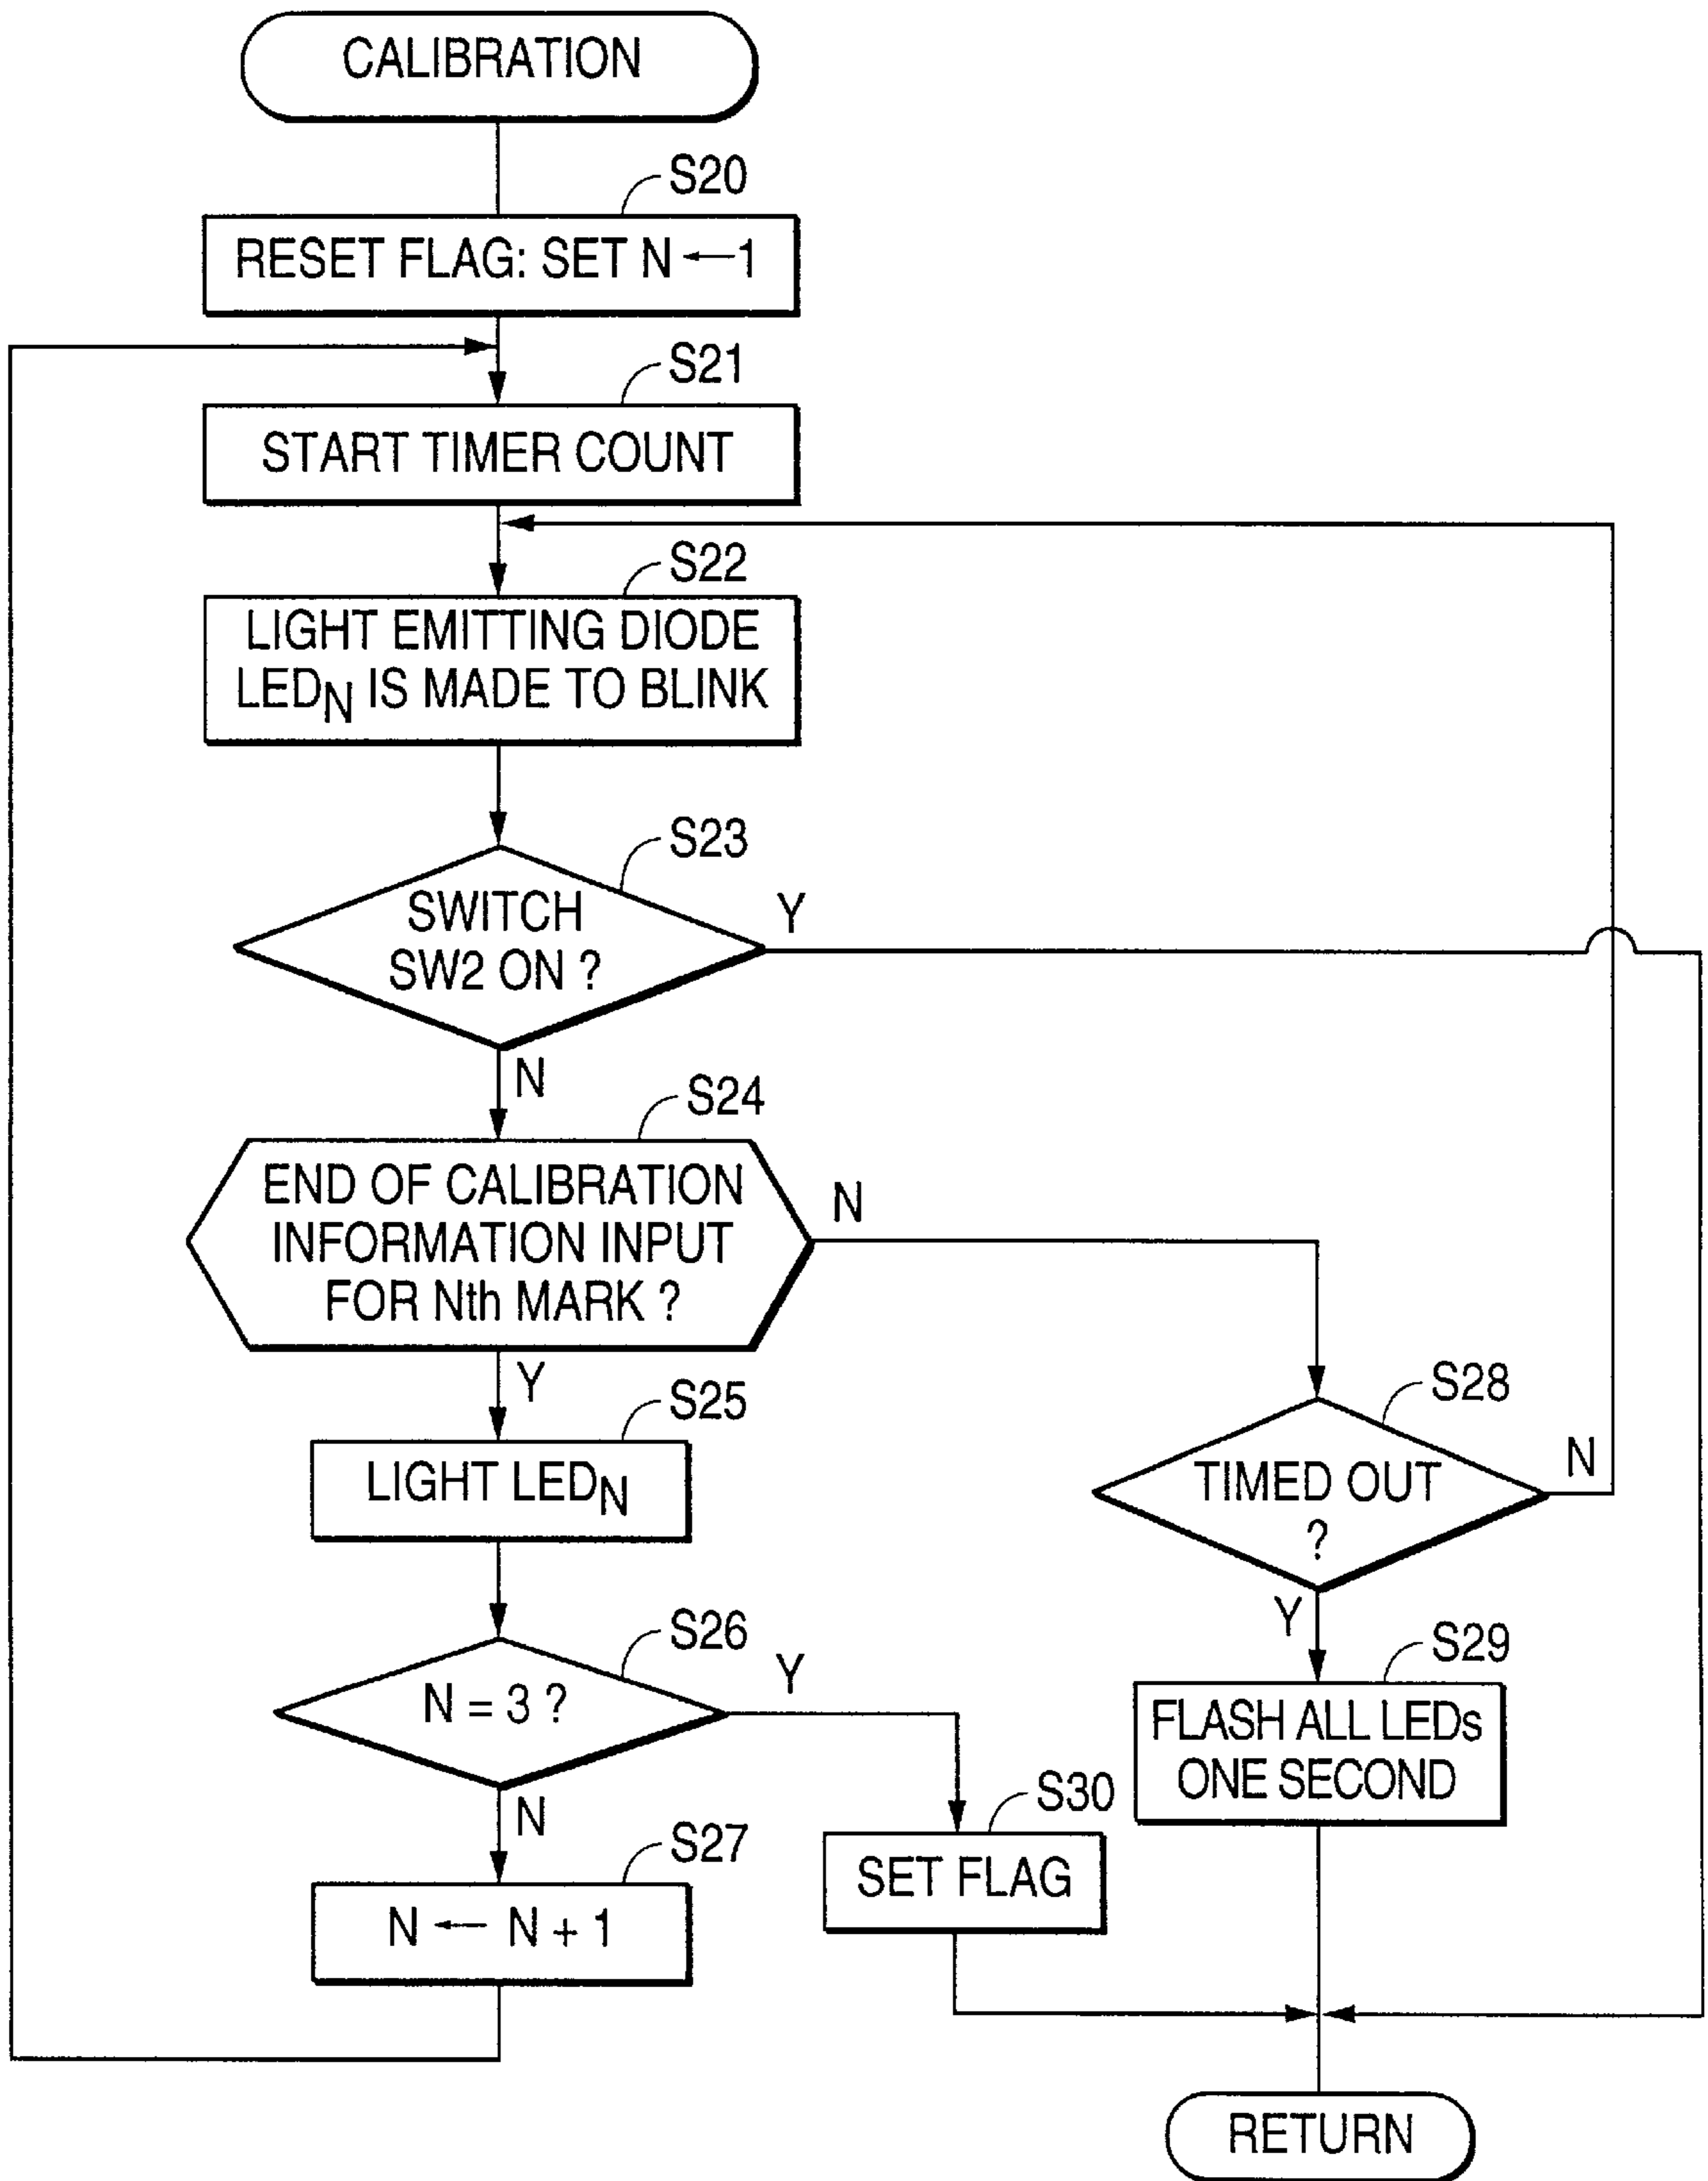 CALIBRATION
S20
RESET FLAG: SET N ← 1
S21
START TIMER COUNT
S22
LIGHT EMITTING DIODE
LEDN IS MADE TO BLINK
S23
SWITCH
SW2 ON ?
Y
N
S24
END OF CALIBRATION
INFORMATION INPUT
FOR Nth MARK ?
N
Y
S25
LIGHT LEDN
S28
TIMED OUT
?
N
Y
S26
N = 3 ?
Y
N
S29
FLASH ALL LEDs
ONE SECOND
S30
SET FLAG
S27
N ← N + 1
RETURN